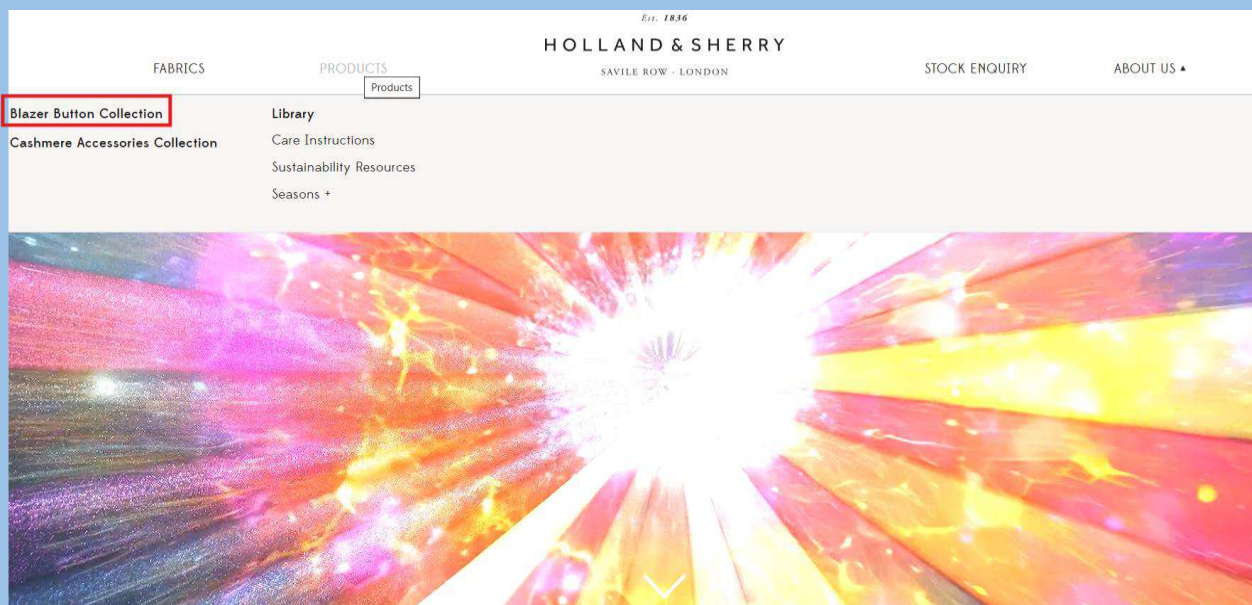 Est. 1836
HOLLAND & SHERRY
SAVILE ROW · LONDON
FABRICS
PRODUCTS
STOCK ENQUIRY
ABOUT US ▲
Products
Blazer Button Collection
Cashmere Accessories Collection
Library
Care Instructions
Sustainability Resources
Seasons +